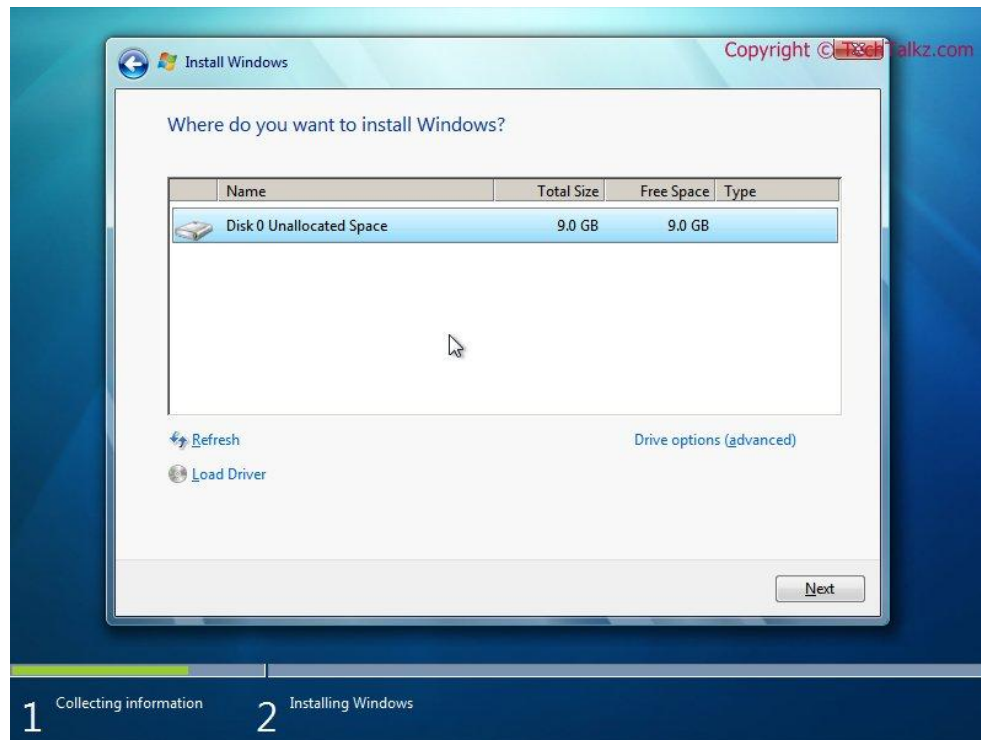 Copyright © TechTalkz.com
Install Windows
Where do you want to install Windows?
Name Total Size Free Space Type
Disk 0 Unallocated Space 9.0 GB 9.0 GB
Refresh Drive options (advanced)
Load Driver
Next
1 Collecting information 2 Installing Windows